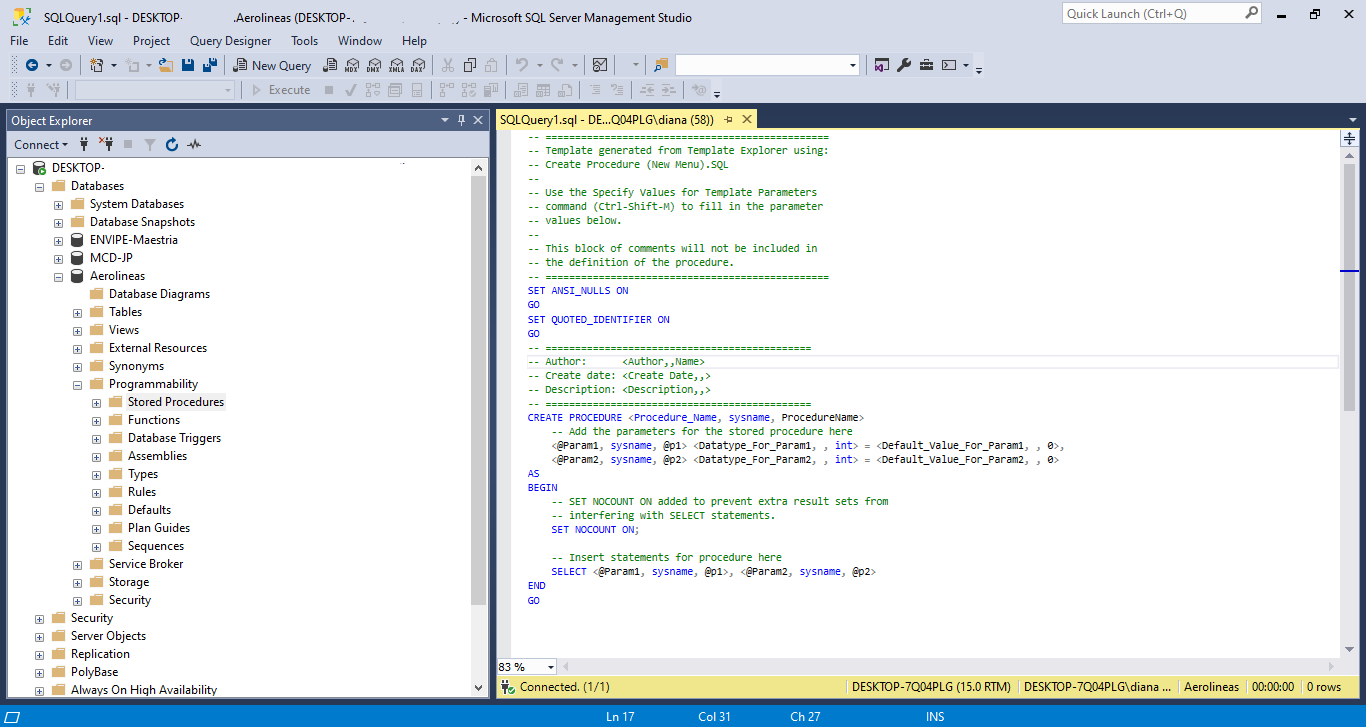 SQLQuery1.sql - DESKTOP- .Aerolineas (DESKTOP- - Microsoft SQL Server Management Studio
Quick Launch (Ctrl+Q)
File Edit View Project Query Designer Tools Window Help
New Query MDX DMX XMLA DAX
Execute
Object Explorer
Connect
DESKTOP-
Databases
System Databases
Database Snapshots
ENVIPE-Maestria
MCD-JP
Aerolineas
Database Diagrams
Tables
Views
External Resources
Synonyms
Programmability
Stored Procedures
Functions
Database Triggers
Assemblies
Types
Rules
Defaults
Plan Guides
Sequences
Service Broker
Storage
Security
Security
Server Objects
Replication
PolyBase
Always On High Availability
SQLQuery1.sql - DE...Q04PLG\diana (58))
-- ================================================
-- Template generated from Template Explorer using:
-- Create Procedure (New Menu).SQL
--
-- Use the Specify Values for Template Parameters
-- command (Ctrl-Shift-M) to fill in the parameter
-- values below.
--
-- This block of comments will not be included in
-- the definition of the procedure.
-- ================================================
SET ANSI_NULLS ON
GO
SET QUOTED_IDENTIFIER ON
GO
-- =============================================
-- Author: <Author,,Name>
-- Create date: <Create Date,,>
-- Description: <Description,,>
-- =============================================
CREATE PROCEDURE <Procedure_Name, sysname, ProcedureName>
-- Add the parameters for the stored procedure here
<@Param1, sysname, @p1> <Datatype_For_Param1, , int> = <Default_Value_For_Param1, , 0>,
<@Param2, sysname, @p2> <Datatype_For_Param2, , int> = <Default_Value_For_Param2, , 0>
AS
BEGIN
-- SET NOCOUNT ON added to prevent extra result sets from
-- interfering with SELECT statements.
SET NOCOUNT ON;
-- Insert statements for procedure here
SELECT <@Param1, sysname, @p1>, <@Param2, sysname, @p2>
END
GO
83 %
Connected. (1/1) DESKTOP-7Q04PLG (15.0 RTM) DESKTOP-7Q04PLG\diana ... Aerolineas 00:00:00 0 rows
Ln 17 Col 31 Ch 27 INS